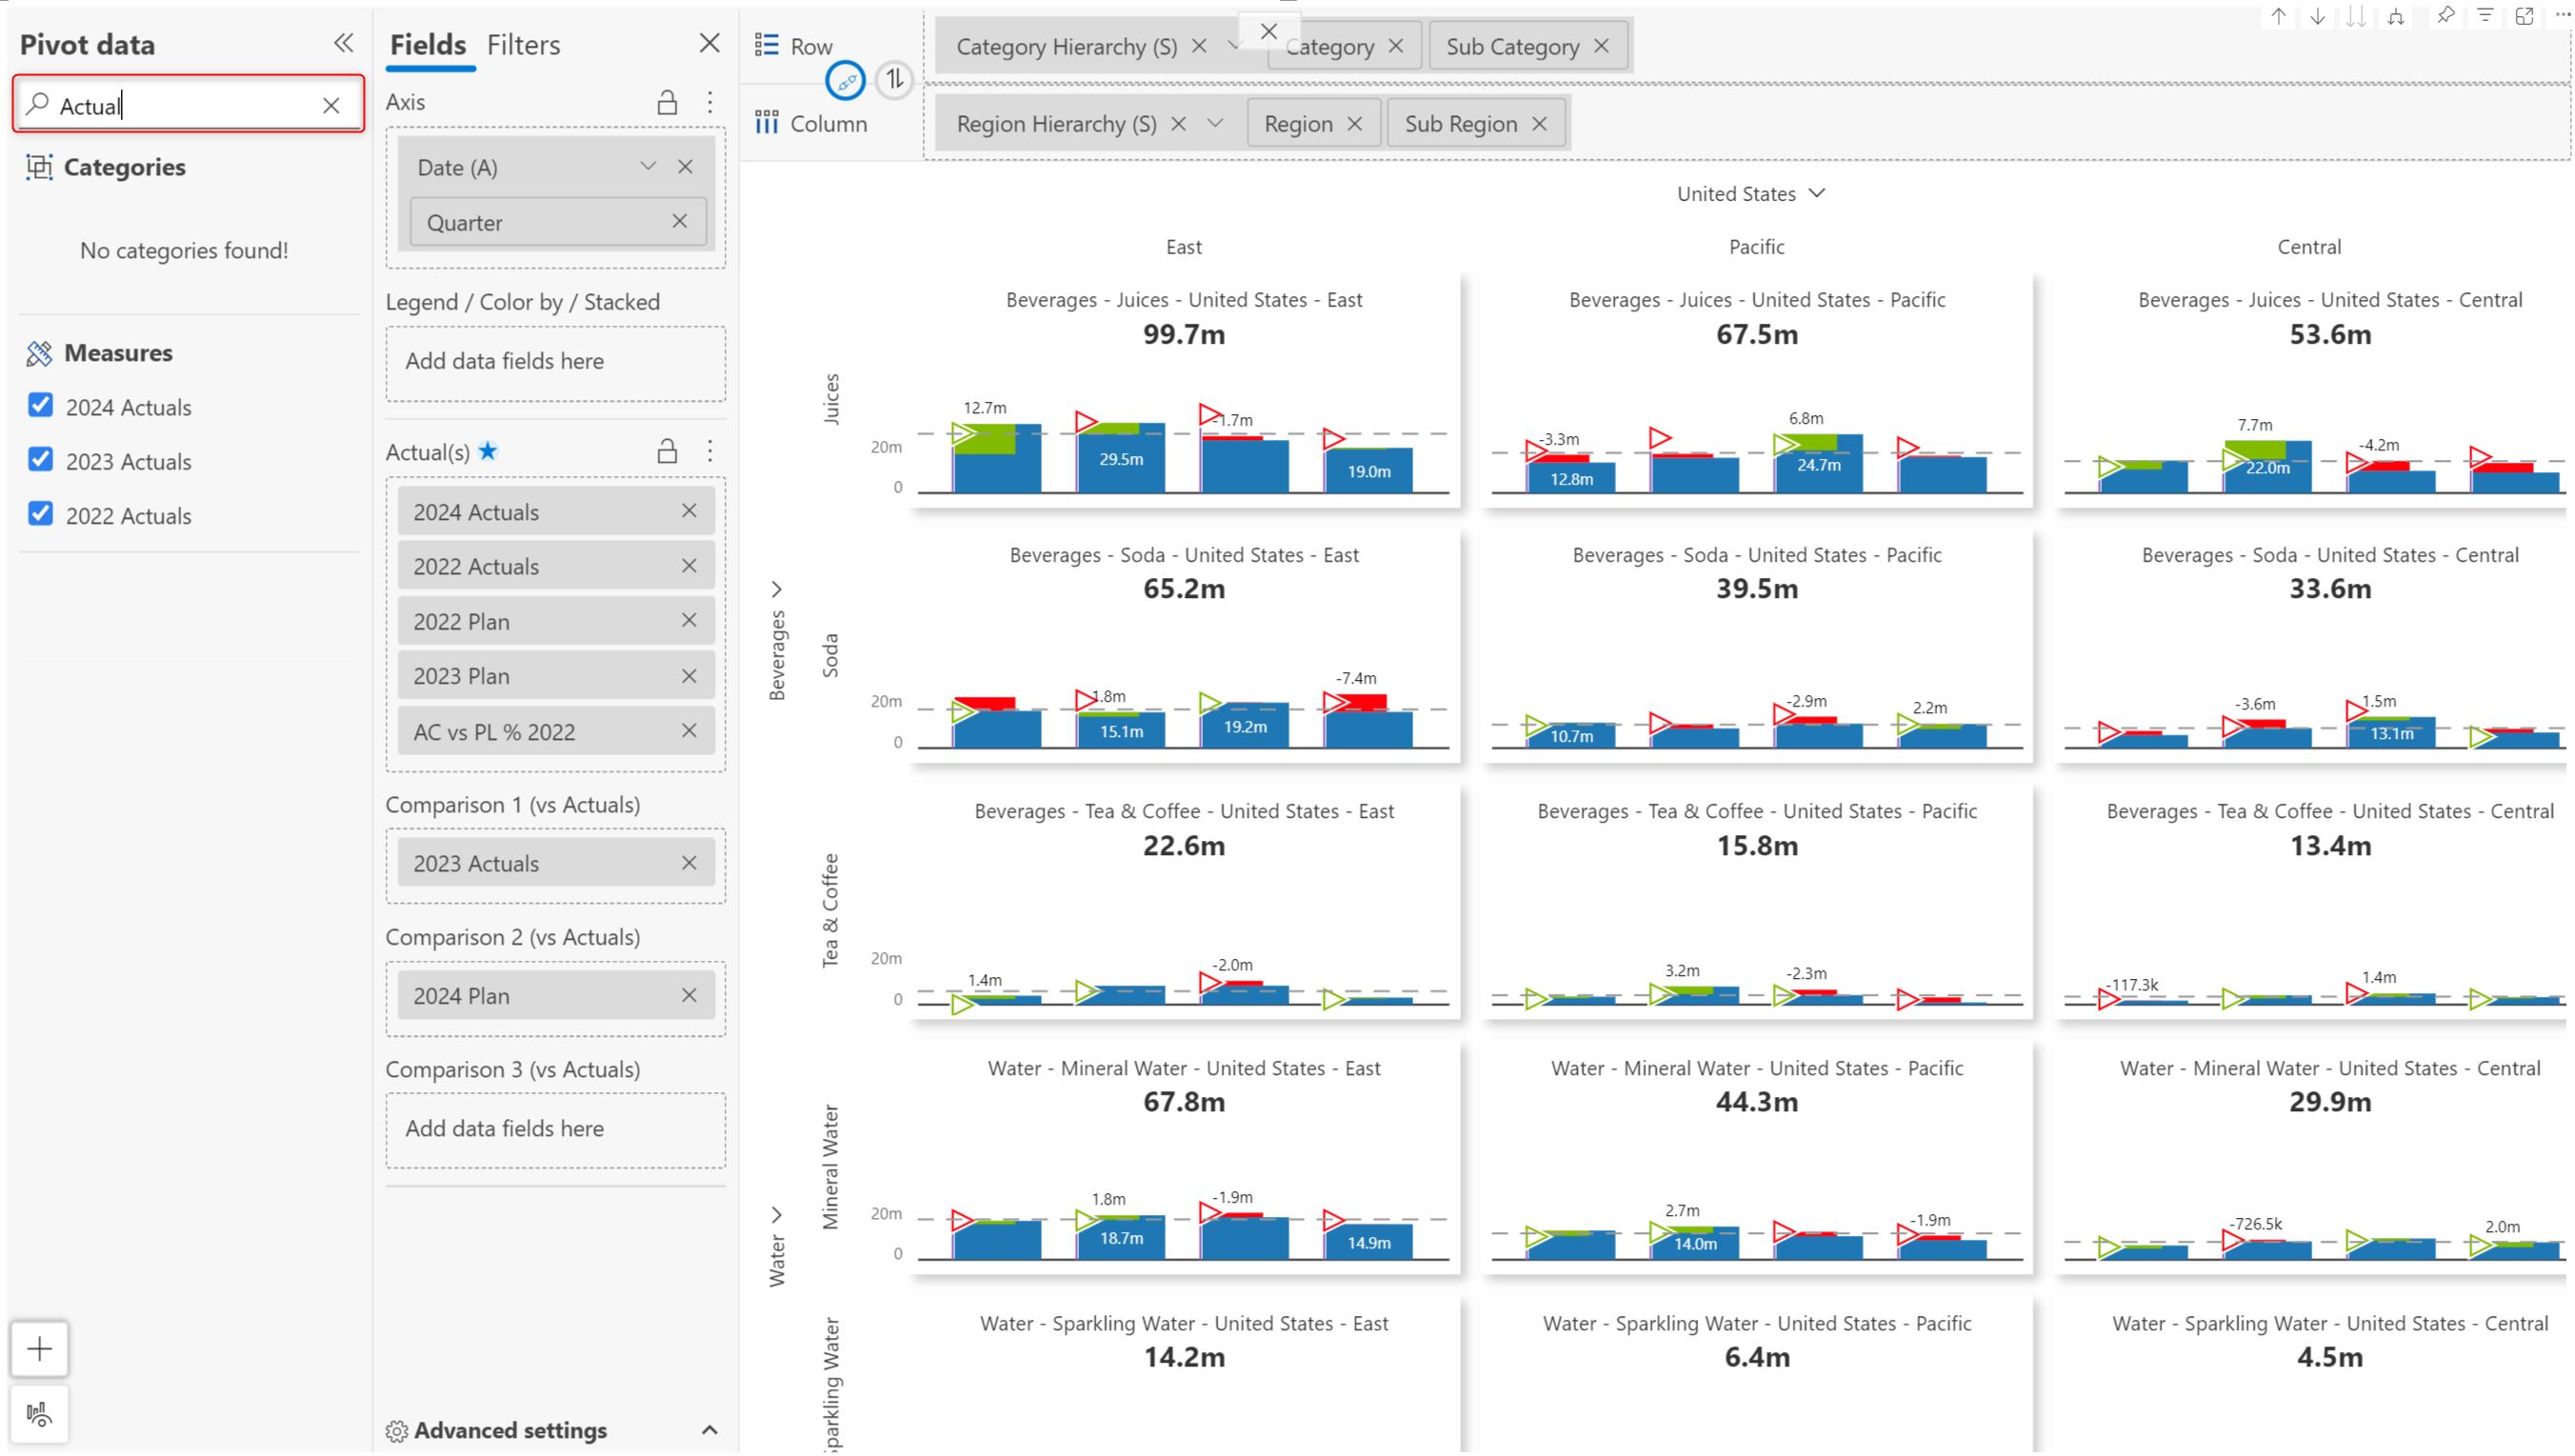 Pivot data
Actual
Categories
No categories found!
Measures
2024 Actuals
2023 Actuals
2022 Actuals
Fields Filters
Axis
Date (A)
Quarter
Legend / Color by / Stacked
Add data fields here
Actual(s)
2024 Actuals
2022 Actuals
2022 Plan
2023 Plan
AC vs PL % 2022
Comparison 1 (vs Actuals)
2023 Actuals
Comparison 2 (vs Actuals)
2024 Plan
Comparison 3 (vs Actuals)
Add data fields here
Advanced settings
Row
Category Hierarchy (S) Category Sub Category
Column
Region Hierarchy (S) Region Sub Region
United States
East Pacific Central
Beverages
Juices
Beverages - Juices - United States - East
99.7m
12.7m
-1.7m
20m
29.5m
19.0m
0
Beverages - Juices - United States - Pacific
67.5m
6.8m
-3.3m
24.7m
12.8m
Beverages - Juices - United States - Central
53.6m
7.7m
-4.2m
22.0m
Soda
Beverages - Soda - United States - East
65.2m
-7.4m
1.8m
20m
19.2m
15.1m
0
Beverages - Soda - United States - Pacific
39.5m
-2.9m
2.2m
10.7m
Beverages - Soda - United States - Central
33.6m
1.5m
-3.6m
13.1m
Tea & Coffee
Beverages - Tea & Coffee - United States - East
22.6m
20m
-2.0m
1.4m
0
Beverages - Tea & Coffee - United States - Pacific
15.8m
3.2m
-2.3m
Beverages - Tea & Coffee - United States - Central
13.4m
1.4m
-117.3k
Water
Mineral Water
Water - Mineral Water - United States - East
67.8m
1.8m
-1.9m
20m
18.7m
14.9m
0
Water - Mineral Water - United States - Pacific
44.3m
2.7m
-1.9m
14.0m
Water - Mineral Water - United States - Central
29.9m
-726.5k
2.0m
Sparkling Water
Water - Sparkling Water - United States - East
14.2m
Water - Sparkling Water - United States - Pacific
6.4m
Water - Sparkling Water - United States - Central
4.5m